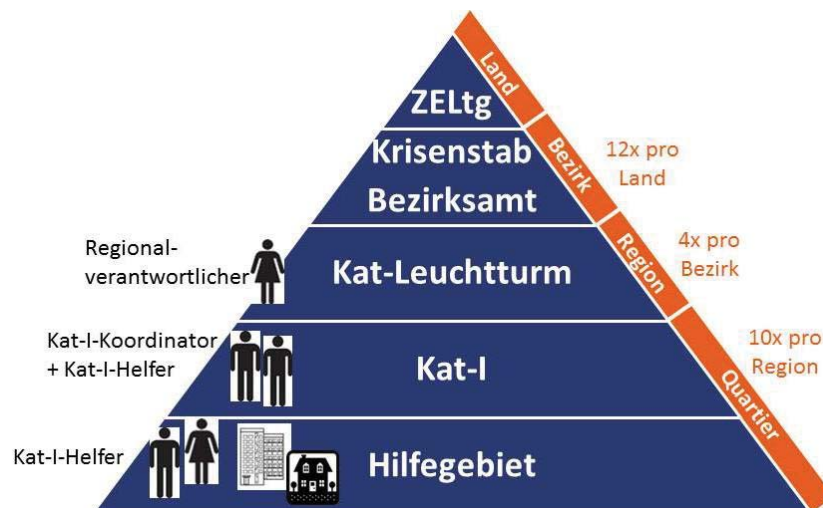 Land
ZELtg
Krisenstab
Bezirksamt
Bezirk
12x pro
Land
Regional-
verantwortlicher
Kat-Leuchtturm
Region
4x pro
Bezirk
Kat-I-Koordinator
+ Kat-I-Helfer
Kat-I
10x pro
Region
Quartier
Kat-I-Helfer
Hilfegebiet